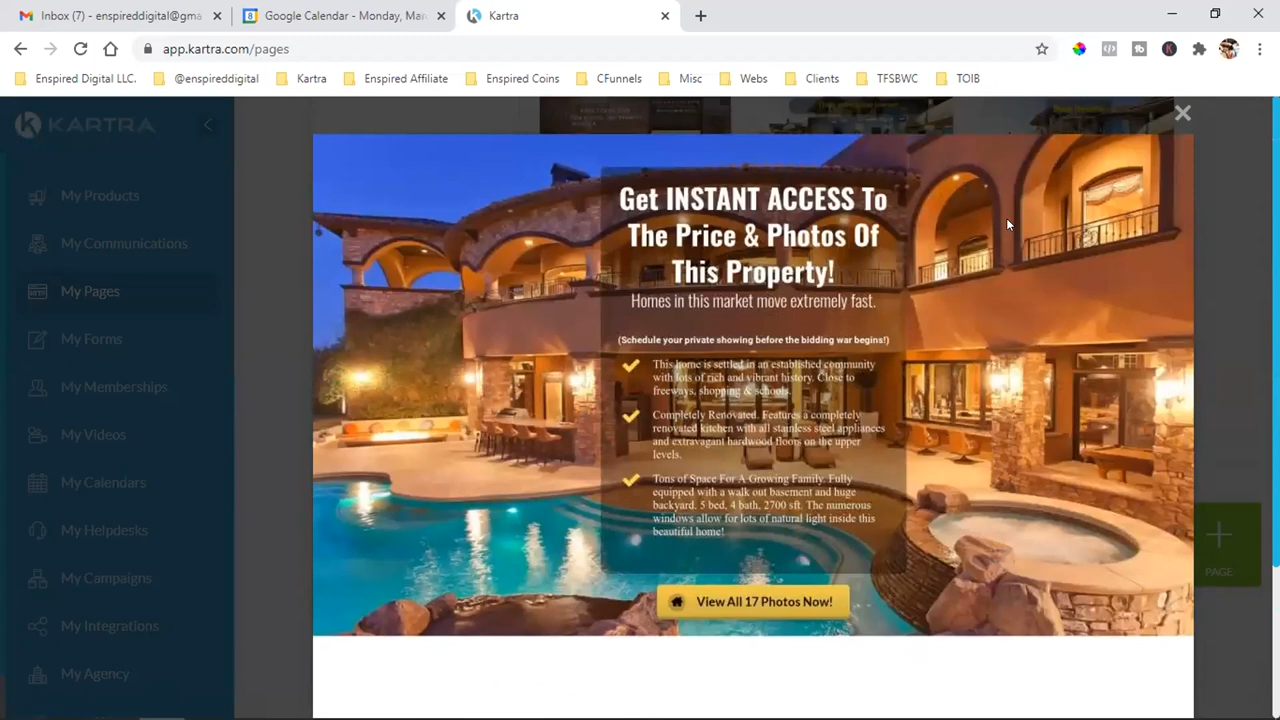 Inbox (7) - enspireddigital@gma
Google Calendar - Monday, Mar
Kartra
app.kartra.com/pages
Enspired Digital LLC.
@enspireddigital
Kartra
Enspired Affiliate
Enspired Coins
CFunnels
Misc
Webs
Clients
TFSBWC
TOIB
KARTRA
My Products
My Communications
My Pages
My Forms
My Memberships
My Videos
My Calendars
My Helpdesks
My Campaigns
My Integrations
My Agency
Get INSTANT ACCESS To
The Price & Photos Of
This Property!
Homes in this market move extremely fast.
(Schedule your private showing before the bidding war begins!)
This home is settled in an established community
with lots of rich and vibrant history. Close to
freeways, shopping & schools.
Completely Renovated. Features a completely
renovated kitchen with all stainless steel appliances
and extravagant hardwood floors on the upper
levels.
Tons of Space For A Growing Family. Fully
equipped with a walk out basement and huge
backyard. 5 bed, 4 bath, 2700 sft. The numerous
windows allow for lots of natural light inside this
beautiful home!
View All 17 Photos Now!
PAGE